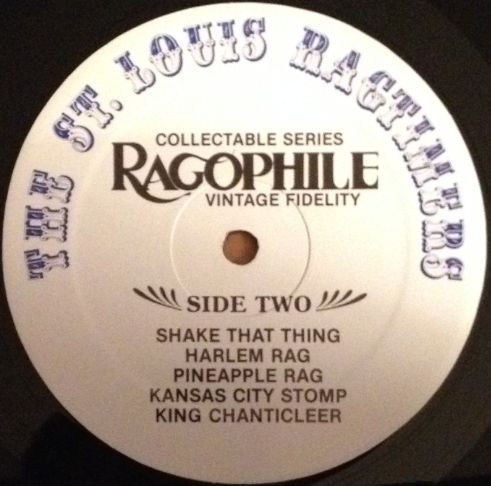 THE ST. LOUIS RAGTIMERS
COLLECTABLE SERIES
RAGOPHILE
VINTAGE FIDELITY
SIDE TWO
SHAKE THAT THING
HARLEM RAG
PINEAPPLE RAG
KANSAS CITY STOMP
KING CHANTICLEER